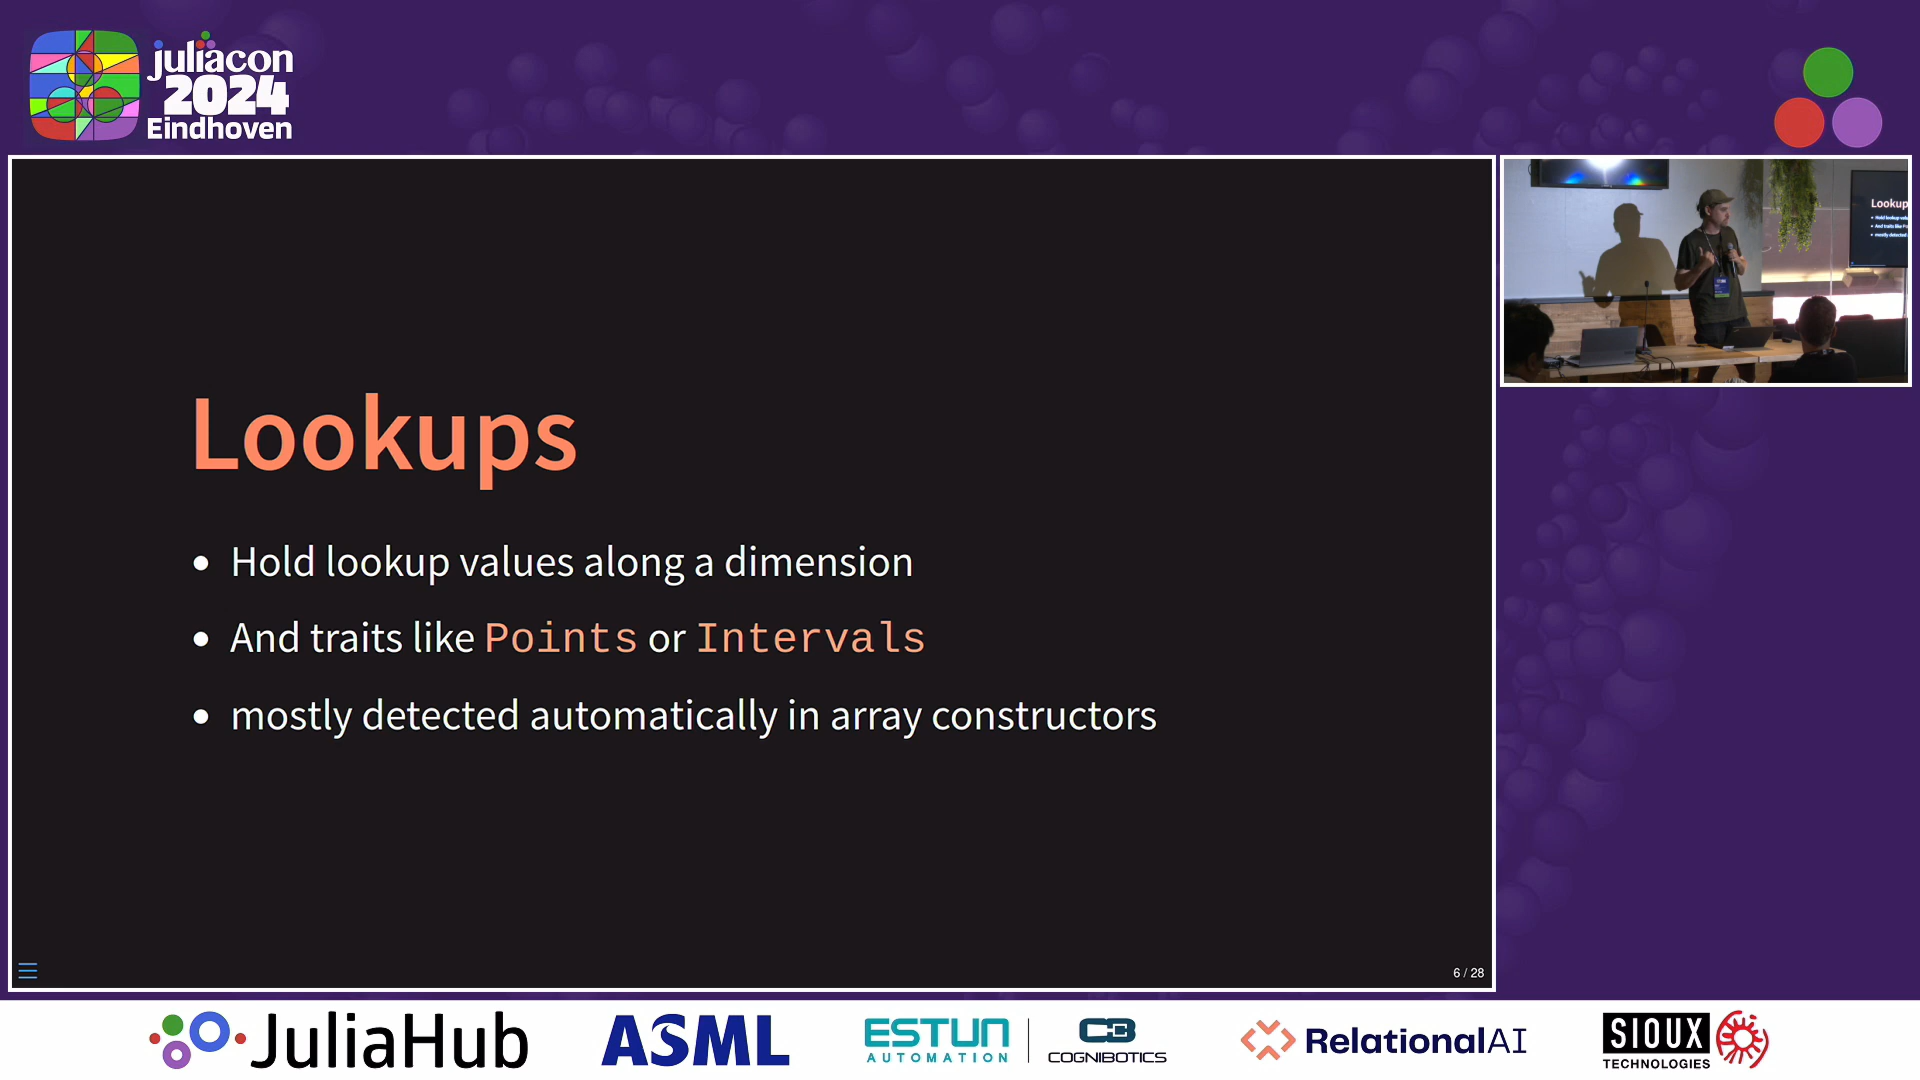 juliacon
2024
Eindhoven
Lookups
• Hold lookup values along a dimension
• And traits like Points or Intervals
• mostly detected automatically in array constructors
6 / 28
Lookup
JuliaHub
ASML
ESTUN
AUTOMATION
COGNIBOTICS
RelationalAI
SIOUX
TECHNOLOGIES